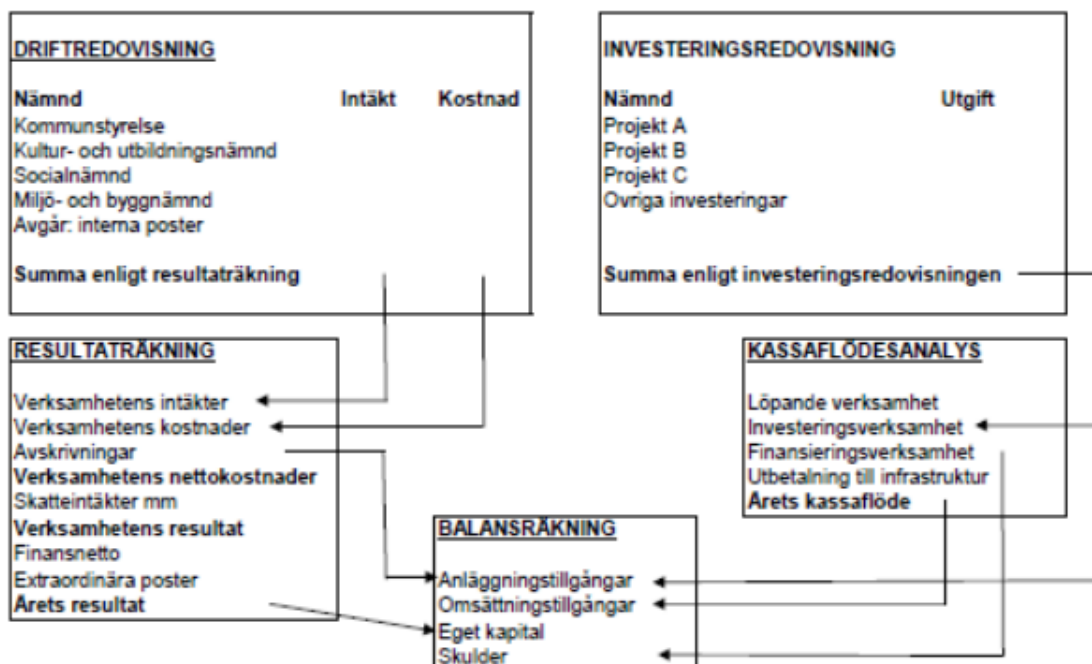 DRIFTREDOVISNING
Nämnd Intäkt Kostnad
Kommunstyrelse
Kultur- och utbildningsnämnd
Socialnämnd
Miljö- och byggnämnd
Avgår: interna poster
Summa enligt resultaträkning
INVESTERINGSREDOVISNING
Nämnd Utgift
Projekt A
Projekt B
Projekt C
Ovriga investeringar
Summa enligt investeringsredovisningen
RESULTATRÄKNING
Verksamhetens intäkter
Verksamhetens kostnader
Avskrivningar
Verksamhetens nettokostnader
Skatteintäkter mm
Verksamhetens resultat
Finansnetto
Extraordinära poster
Årets resultat
KASSAFLÖDESANALYS
Löpande verksamhet
Investeringsverksamhet
Finansieringsverksamhet
Utbetalning till infrastruktur
Årets kassaflöde
BALANSRÄKNING
Anläggningstillgångar
Omsättningstillgångar
Eget kapital
Skulder